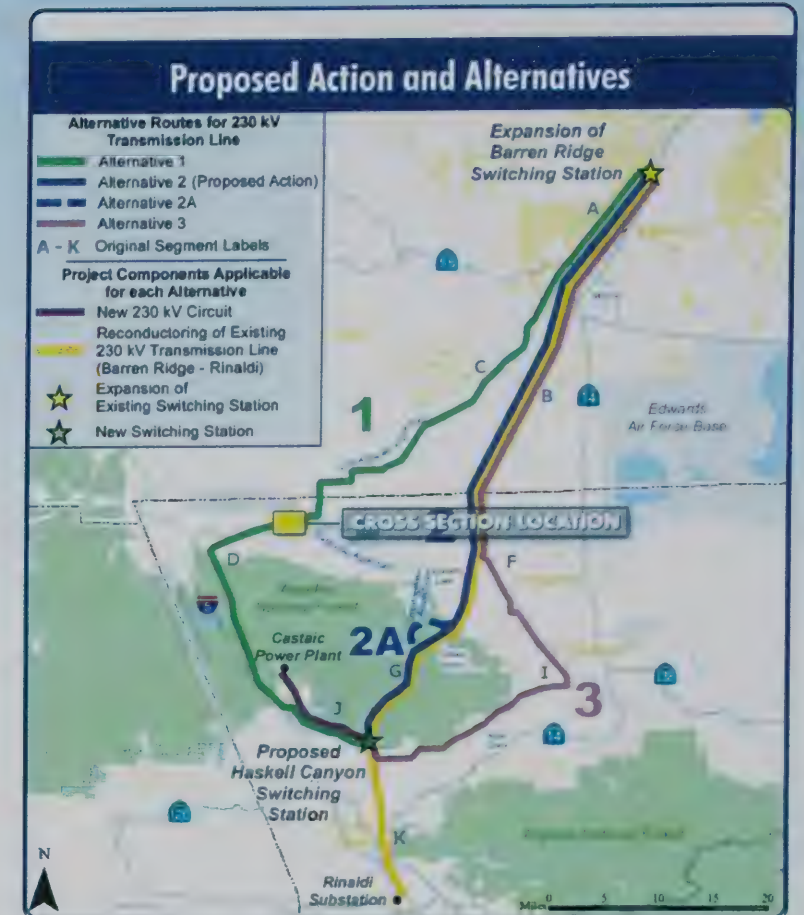 Proposed Action and Alternatives
Alternative Routes for 230 kV
Transmission Line
Alternative 1
Alternative 2 (Proposed Action)
Alternative 2A
Alternative 3
A - K Original Segment Labels
Project Components Applicable
for each Alternative
New 230 kV Circuit
Reconductoring of Existing
230 kV Transmission Line
(Barren Ridge - Rinaldi)
Expansion of
Existing Switching Station
New Switching Station
Expansion of
Barren Ridge
Switching Station
A
C
B
14
1
Edwards
Air Force Base
CROSS SECTION LOCATION
D
F
5
2A
Castaic
Power Plant
G
I
3
J
14
Proposed
Haskell Canyon
Switching
Station
K
N
Rinaldi
Substation
Miles
0 5 10 15 20